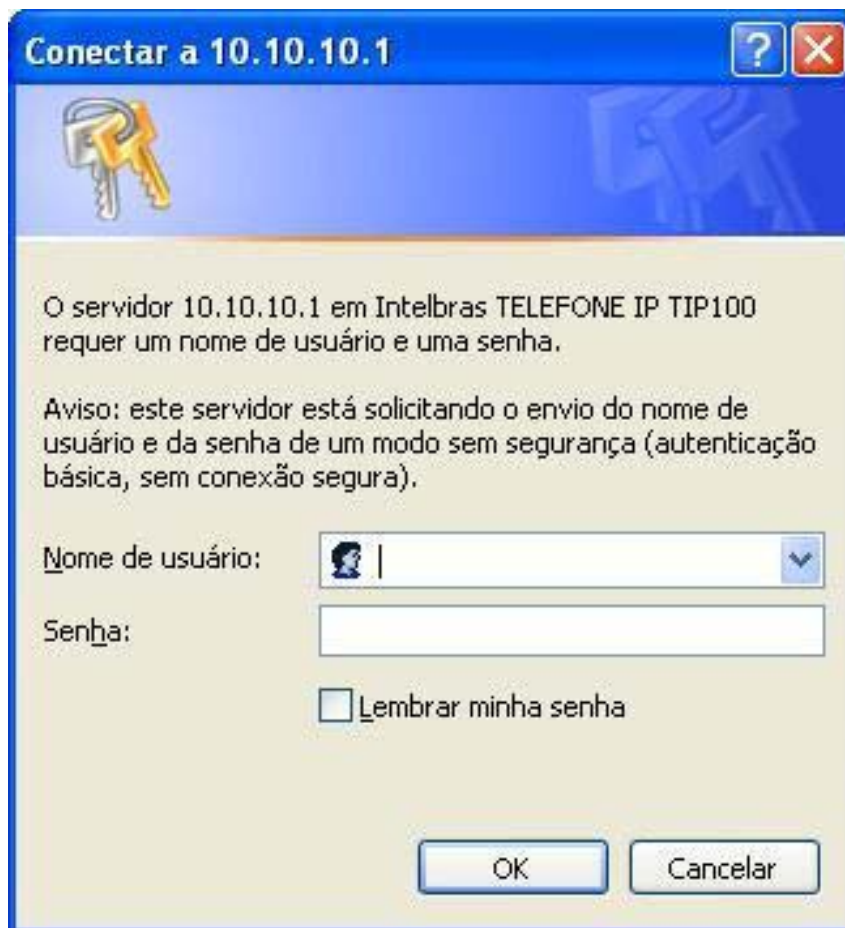 Conectar a 10.10.10.1
O servidor 10.10.10.1 em Intelbras TELEFONE IP TIP100
requer um nome de usuário e uma senha.
Aviso: este servidor está solicitando o envio do nome de
usuário e da senha de um modo sem segurança (autenticação
básica, sem conexão segura).
Nome de usuário:
Senha:
Lembrar minha senha
OK
Cancelar